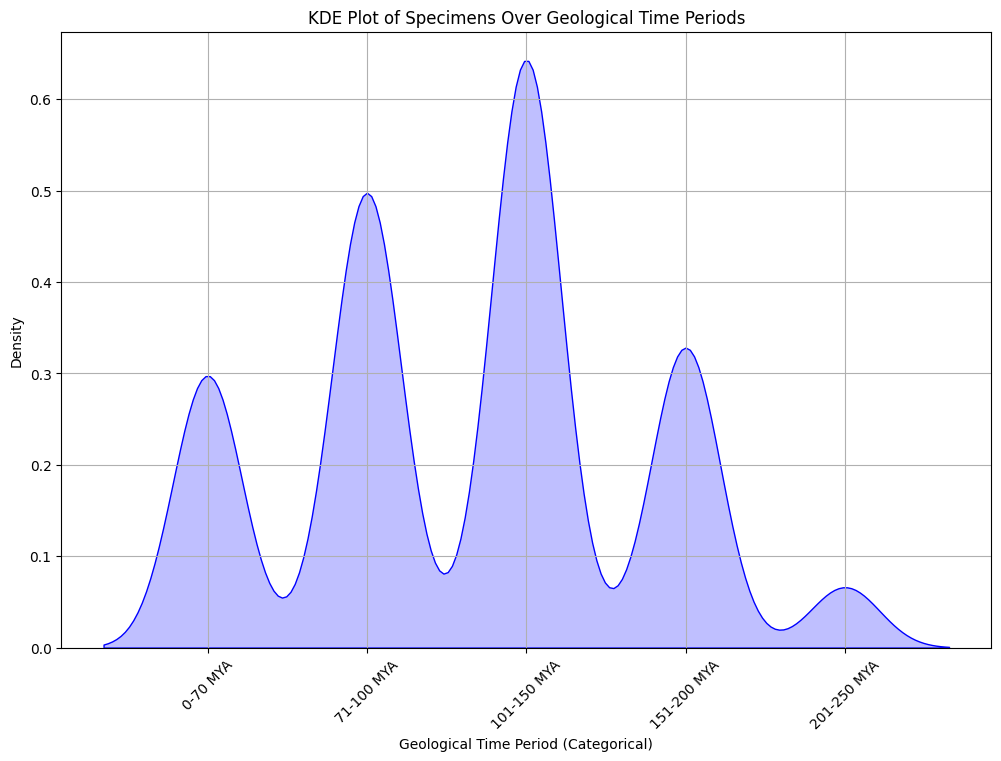 KDE Plot of Specimens Over Geological Time Periods
0.6
0.5
0.4
0.3
0.2
0.1
0.0
Density
0-70 MYA
71-100 MYA
101-150 MYA
151-200 MYA
201-250 MYA
Geological Time Period (Categorical)